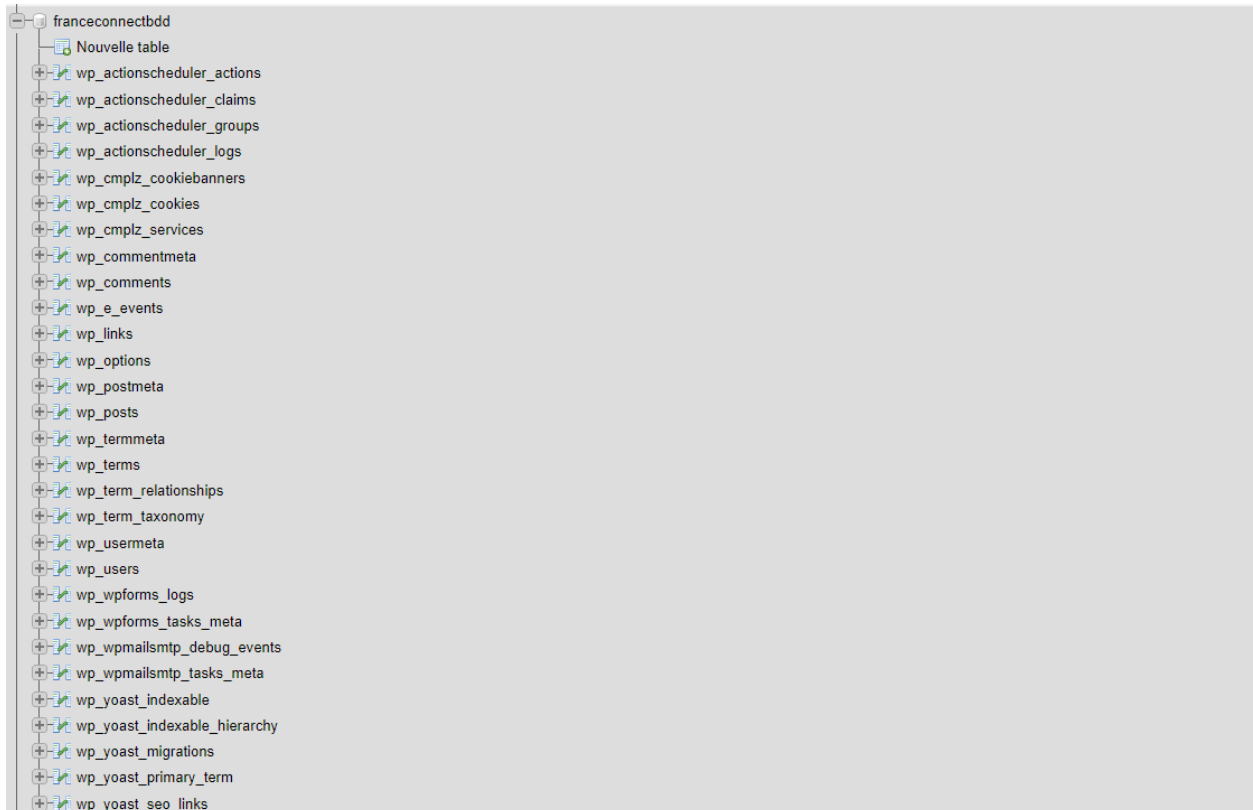 franceconnectbdd
Nouvelle table
wp_actionscheduler_actions
wp_actionscheduler_claims
wp_actionscheduler_groups
wp_actionscheduler_logs
wp_cmplz_cookiebanners
wp_cmplz_cookies
wp_cmplz_services
wp_commentmeta
wp_comments
wp_e_events
wp_links
wp_options
wp_postmeta
wp_posts
wp_termmeta
wp_terms
wp_term_relationships
wp_term_taxonomy
wp_usermeta
wp_users
wp_wpforms_logs
wp_wpforms_tasks_meta
wp_wpmailsmtp_debug_events
wp_wpmailsmtp_tasks_meta
wp_yoast_indexable
wp_yoast_indexable_hierarchy
wp_yoast_migrations
wp_yoast_primary_term
wp_yoast_seo_links